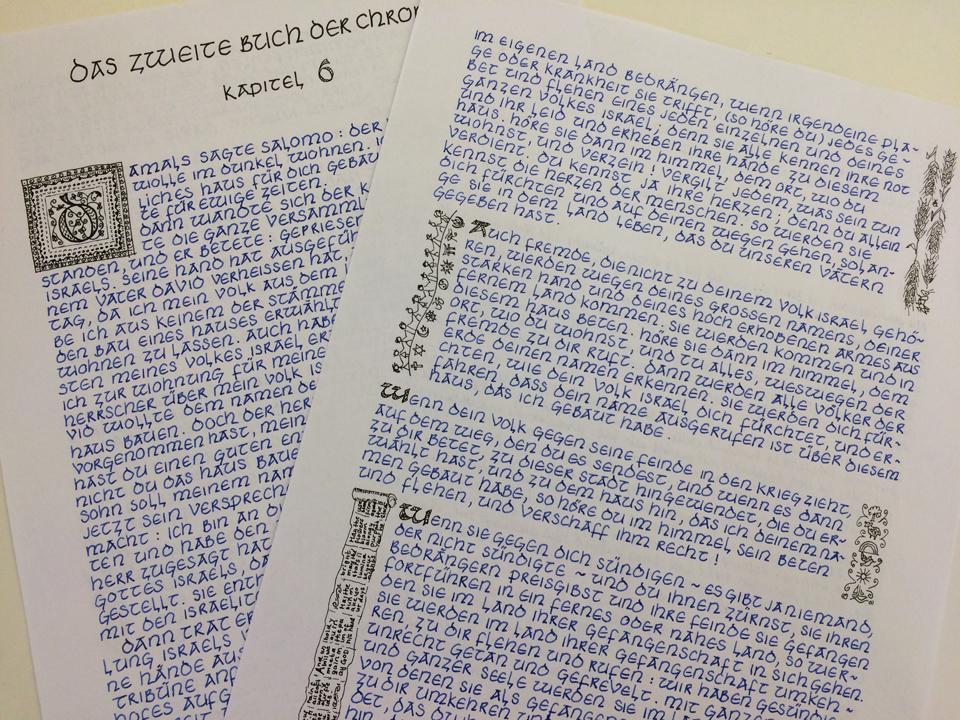 DAS ZWEITE BUCH DER CHRON
KAPITEL 6
DAMALS SAGTE SALOMO: DER
WOLLE IM DUNKEL WOHNEN. I
LICHES HAUS FÜR DICH GEBAU
TE FÜR EWIGE ZEITEN.
DANN WANDTE SICH DER K
TE DIE GANZE VERSAMML
STANDEN, UND ER BETETE: GEPRIESEN
ISRAELS. SEINE HAND HAT AUSGEFÜH
NEM VATER DAVID VERHEISSEN HAT,
TAG, DA ICH MEIN VOLK AUS DEM
BE ICH AUS KEINEM DER STÄMME
DEN BAU EINES HAUSES ERWÄHLT
WOHNEN ZU LASSEN. AUCH HABE
STEN MEINES VOLKES ISRAEL ER
ICH ZUR WOHNUNG FÜR MEINE
HERRSCHER ÜBER MEIN VOLK IS
VID WOLLTE DEM NAMEN DE
HAUS BAUEN. DOCH DER HER
VORGENOMMEN HAST, MEIN
HAST DU EINEN GUTEN EN
NICHT DU DAS HAUS BAUE
SOHN SOLL MEINEM NAM
JETZT SEIN VERSPRECH
MACHT: ICH BIN AN DI
TEN UND HABE DEN
HERR ZUGESAGT HAT
GOTTES ISRAELS, GE
GESTELLT. SIE ENTH
MIT DEN ISRAELIT
DANN TRAT ER
LUNG ISRAELS V
NE HÄNDE AUS
TRIBÜNE ANF
HOFES AUFG
IM EIGENEN LAND BEDRÄNGEN, WENN IRGENDEINE PLA-
GE ODER KRANKHEIT SIE TRIFFT, (SO HÖRE DU) JEDES GE-
BET UND FLEHEN EINES JEDEN EINZELNEN UND DEINES
GANZEN VOLKES ISRAEL; DENN SIE ALLE KENNEN IHRE NOT
UND IHR LEID UND ERHEBEN IHRE HÄNDE ZU DIESEM
HAUS. HÖRE SIE DANN IM HIMMEL, DEM ORT, WO DU
WOHNST, UND VERZEIH! VERGILT JEDEM, WAS SEIN TUN
VERDIENT. DU KENNST JA IHRE HERZEN; DENN DU ALLEIN
KENNST DIE HERZEN DER MENSCHEN. SO WERDEN SIE
DICH FÜRCHTEN UND AUF DEINEN WEGEN GEHEN, SOLAN-
GE SIE IN DEM LAND LEBEN, DAS DU UNSEREN VÄTERN
GEGEBEN HAST.
AUCH FREMDE, DIE NICHT ZU DEINEM VOLK ISRAEL GEHÖ-
REN, WERDEN WEGEN DEINES GROSSEN NAMENS, DEINER
STARKEN HAND UND DEINES HOCH ERHOBENEN ARMES AUS
FERNEM LAND KOMMEN. SIE WERDEN KOMMEN UND IN
DIESEM HAUS BETEN. HÖRE SIE DANN IM HIMMEL, DEM
ORT, WO DU WOHNST, UND TU ALLES, WESWEGEN DER
FREMDE ZU DIR RUFT. DANN WERDEN ALLE VÖLKER DER
ERDE DEINEN NAMEN ERKENNEN. SIE WERDEN DICH FÜR-
CHTEN, WIE DEIN VOLK ISRAEL DICH FÜRCHTET, UND ER-
FAHREN, DASS DEIN NAME AUSGERUFEN IST ÜBER DIESEM
HAUS, DAS ICH GEBAUT HABE.
WENN DEIN VOLK GEGEN SEINE FEINDE IN DEN KRIEG ZIEHT,
AUF DEM WEG, DEN DU ES SENDEST, UND WENN ES DANN
ZU DIR BETET, ZU DIESER STADT HINGEWENDET, DIE DU ER-
WÄHLT HAST, UND ZU DEM HAUS HIN, DAS ICH DEINEM NA-
MEN GEBAUT HABE, SO HÖRE DU IM HIMMEL SEIN BETEN
UND FLEHEN, UND VERSCHAFF IHM RECHT!
WENN SIE GEGEN DICH SÜNDIGEN ~ ES GIBT JA NIEMAND,
DER NICHT SÜNDIGTE ~ UND DU IHNEN ZÜRNST, SIE IHREN
BEDRÄNGERN PREISGIBST UND IHRE FEINDE SIE GEFANGEN
FORTFÜHREN IN EIN FERNES ODER NAHES LAND, SO WER-
DEN SIE IM LAND IHRER GEFANGENSCHAFT IN SICH GEHEN.
SIE WERDEN IM LAND IHRER GEFANGENSCHAFT UMKEH-
REN, ZU DIR FLEHEN UND RUFEN: WIR HABEN GESÜND
UNRECHT GETAN UND GEFREVELT. MIT GANZEM
UND GANZER SEELE WERDEN
VON DENEN SIE ALS GEFANGEN
ZU DIR UMKEHREN UND